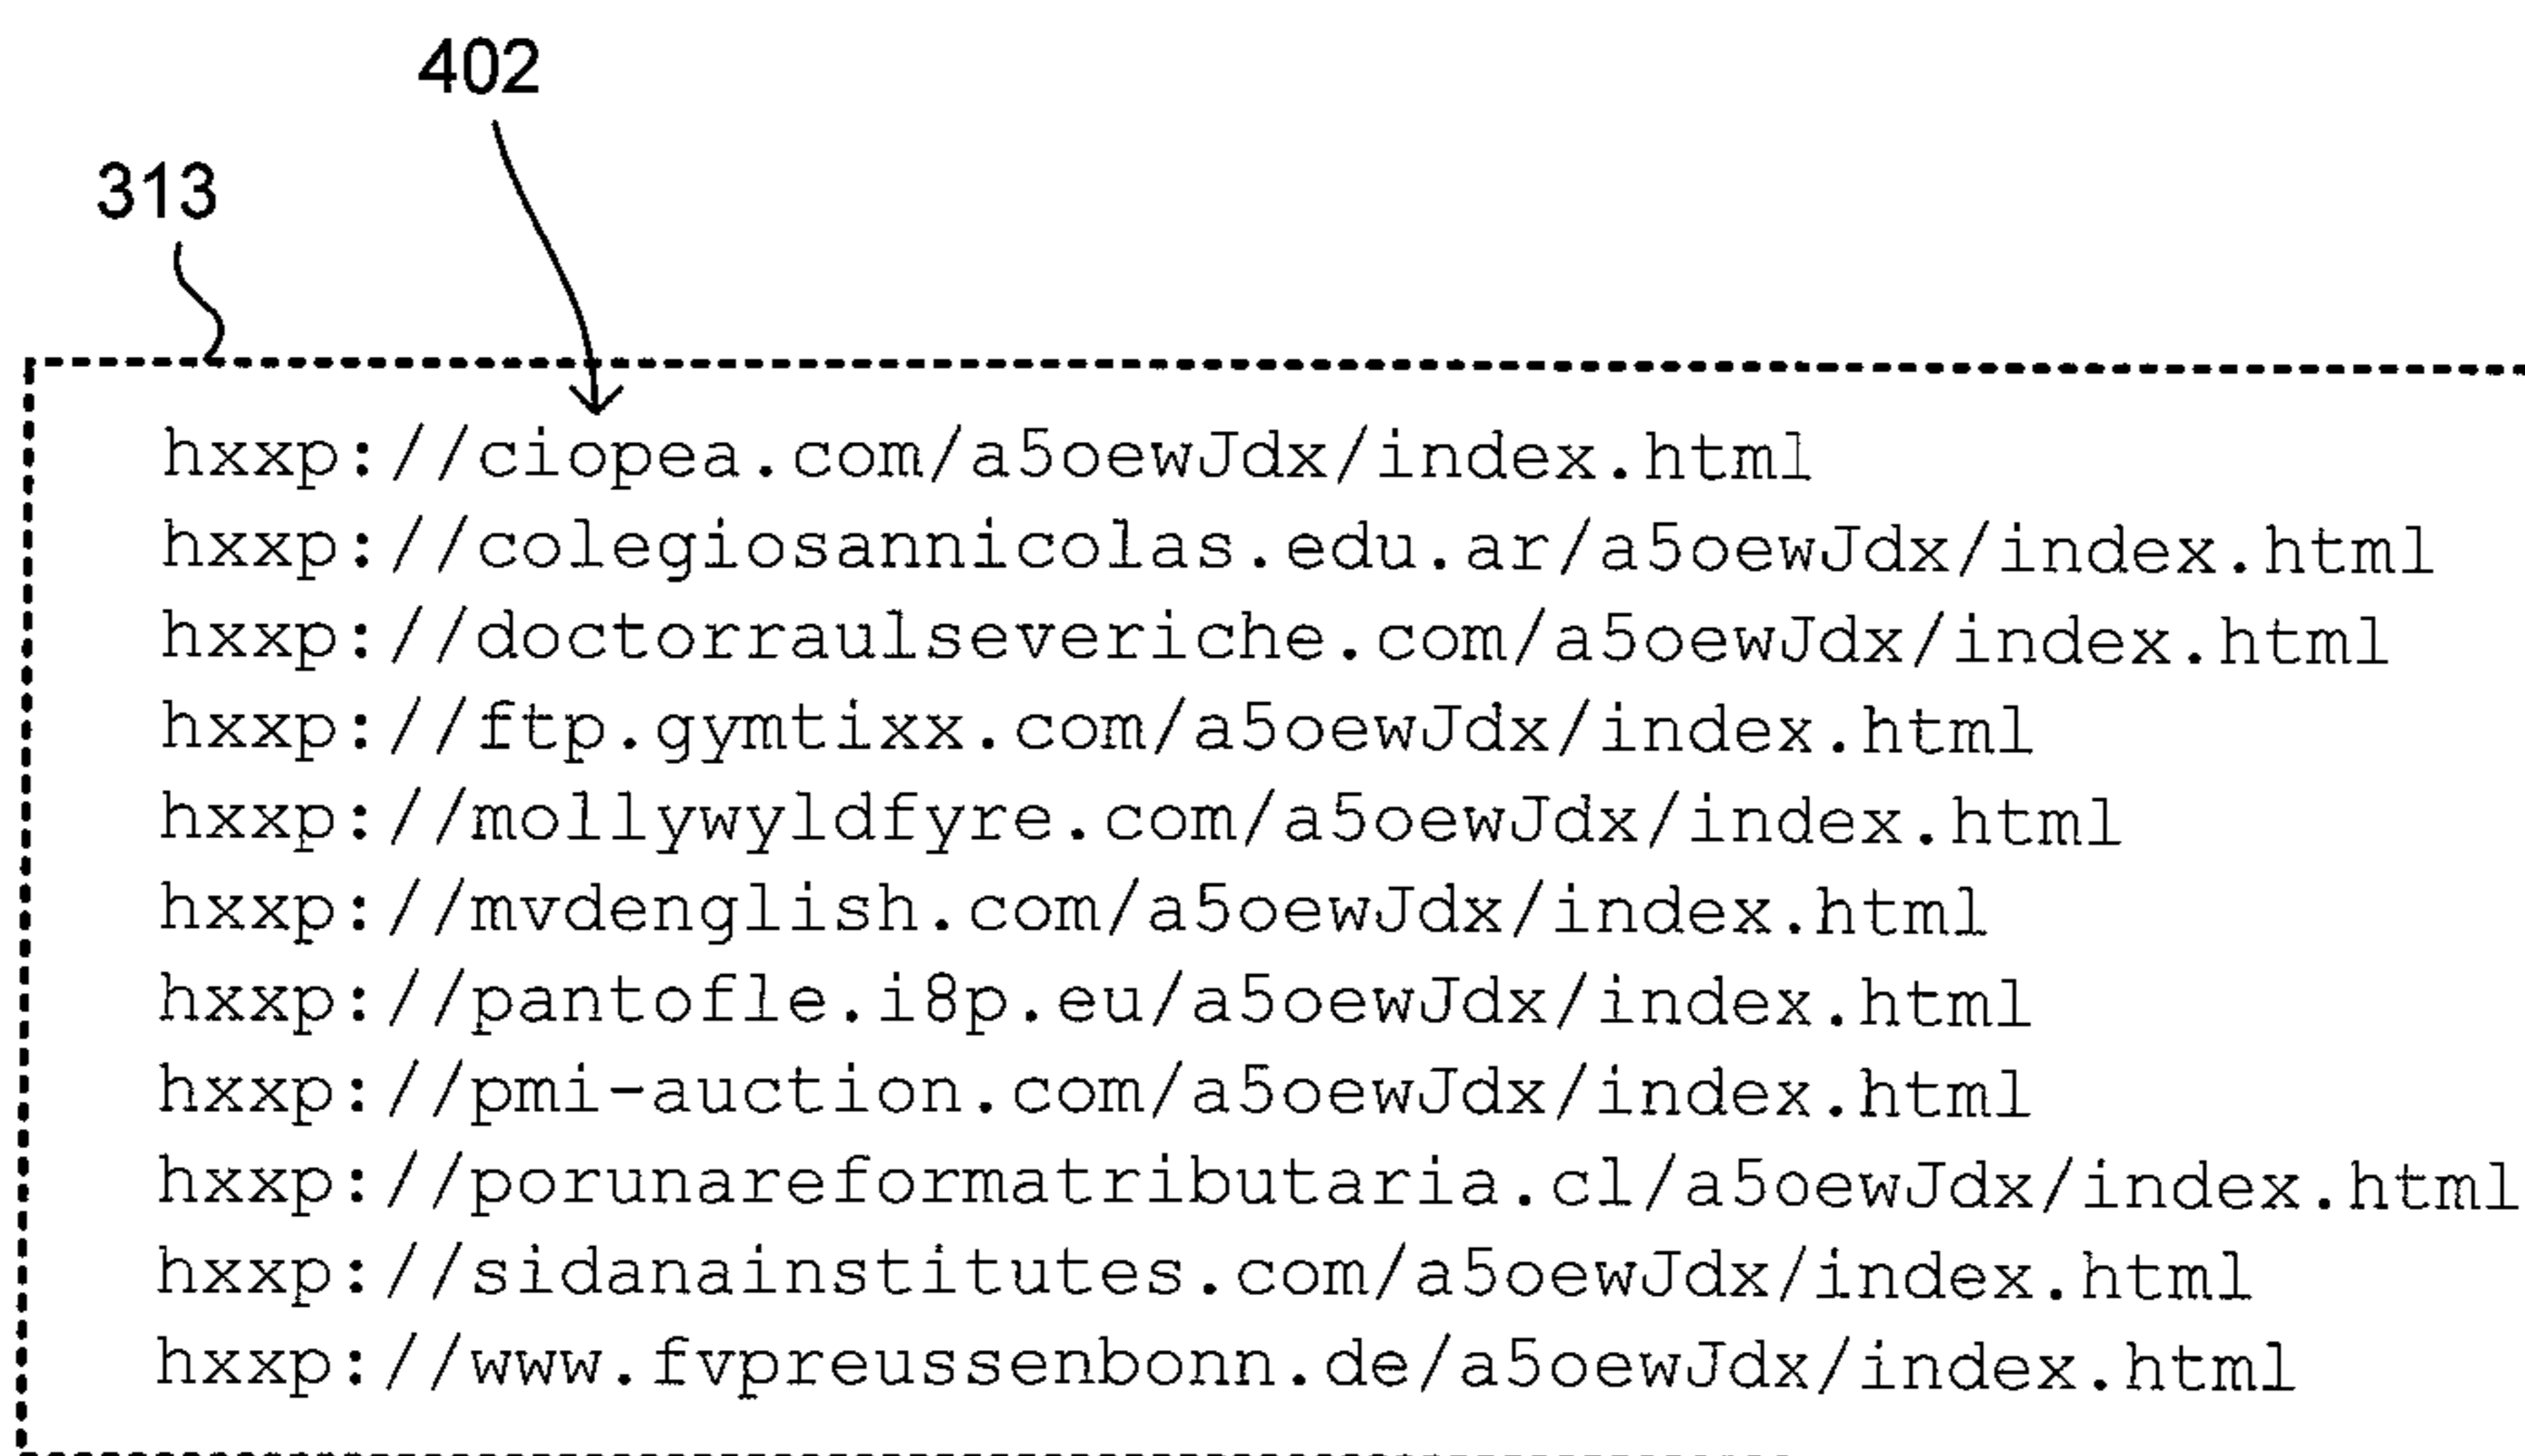 402
313
hxxp://ciopea.com/a5oewJdx/index.html
hxxp://colegiosannicolas.edu.ar/a5oewJdx/index.html
hxxp://doctorraulseveriche.com/a5oewJdx/index.html
hxxp://ftp.gymtixx.com/a5oewJdx/index.html
hxxp://mollywyldfyre.com/a5oewJdx/index.html
hxxp://mvdenglish.com/a5oewJdx/index.html
hxxp://pantofle.i8p.eu/a5oewJdx/index.html
hxxp://pmi-auction.com/a5oewJdx/index.html
hxxp://porunareformatributaria.cl/a5oewJdx/index.html
hxxp://sidanainstitutes.com/a5oewJdx/index.html
hxxp://www.fvpreussenbonn.de/a5oewJdx/index.html